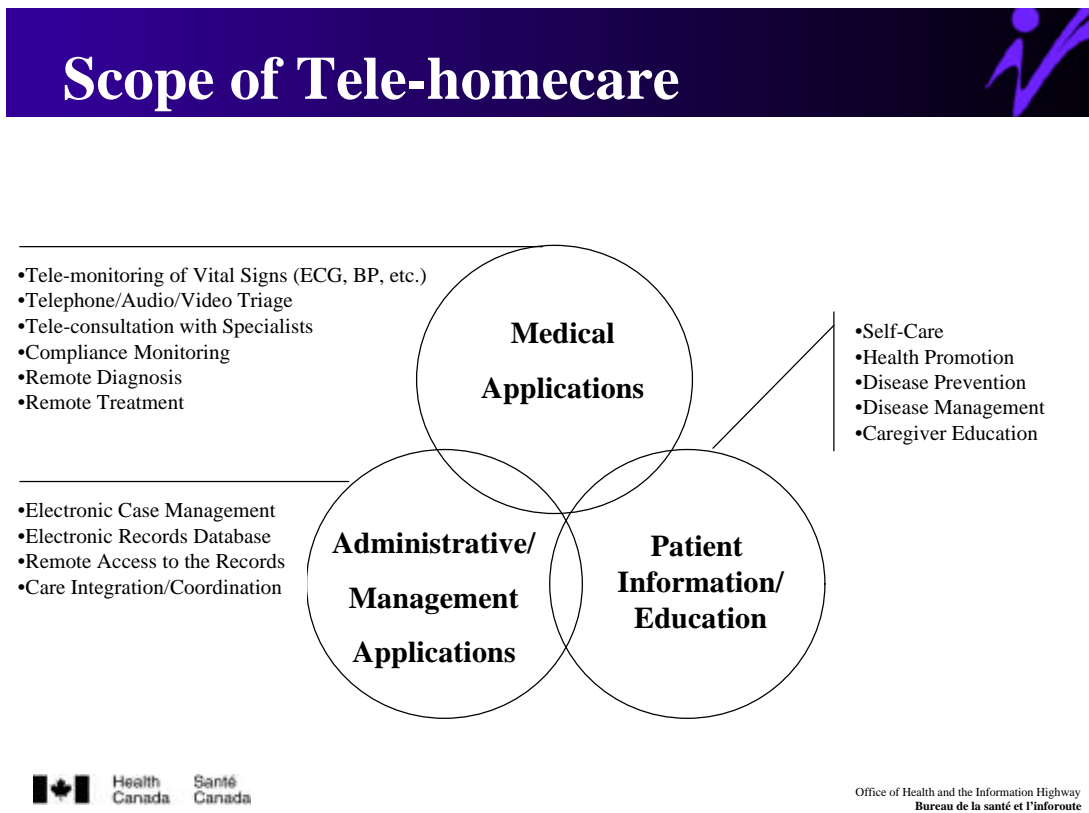 Scope of Tele-homecare
•Tele-monitoring of Vital Signs (ECG, BP, etc.)
•Telephone/Audio/Video Triage
•Tele-consultation with Specialists
•Compliance Monitoring
•Remote Diagnosis
•Remote Treatment
Medical
Applications
•Self-Care
•Health Promotion
•Disease Prevention
•Disease Management
•Caregiver Education
•Electronic Case Management
•Electronic Records Database
•Remote Access to the Records
•Care Integration/Coordination
Administrative/
Management
Applications
Patient
Information/
Education
Health Santé
Canada Canada
Office of Health and the Information Highway
Bureau de la santé et l’inforoute